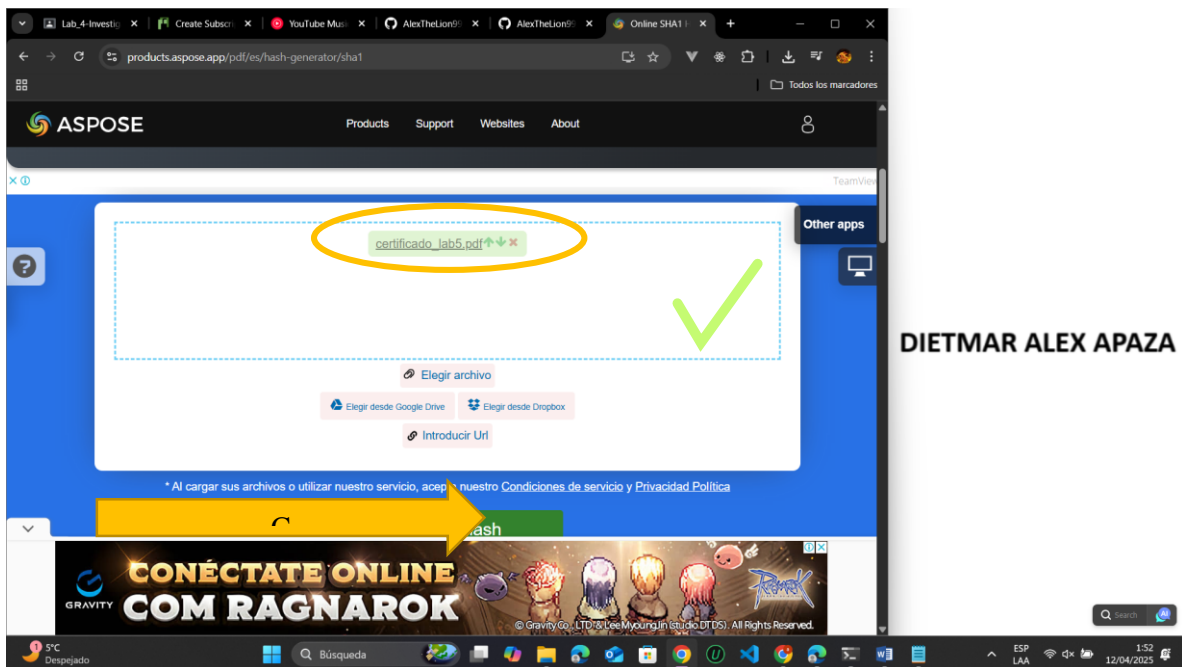 Lab_4-Investig
Create Subscri
YouTube Mus
AlexTheLion9
AlexTheLion9
Online SHA1 H
products.aspose.app/pdf/es/hash-generator/sha1
Todos los marcadores
ASPOSE
Products
Support
Websites
About
TeamView
Other apps
certificado_lab5.pdf
Elegir archivo
Elegir desde Google Drive
Elegir desde Dropbox
Introducir Url
DIETMAR ALEX APAZA
* Al cargar sus archivos o utilizar nuestro servicio, acepta nuestro Condiciones de servicio y Privacidad Política
ash
CONÉCTATE ONLINE
COM RAGNAROK
GRAVITY
© Gravity Co., LTD & Lee MyoungJin (studio DTDS). All Rights Reserved.
Search
5°C
Despejado
Búsqueda
ESP
LAA
1:52
12/04/2025